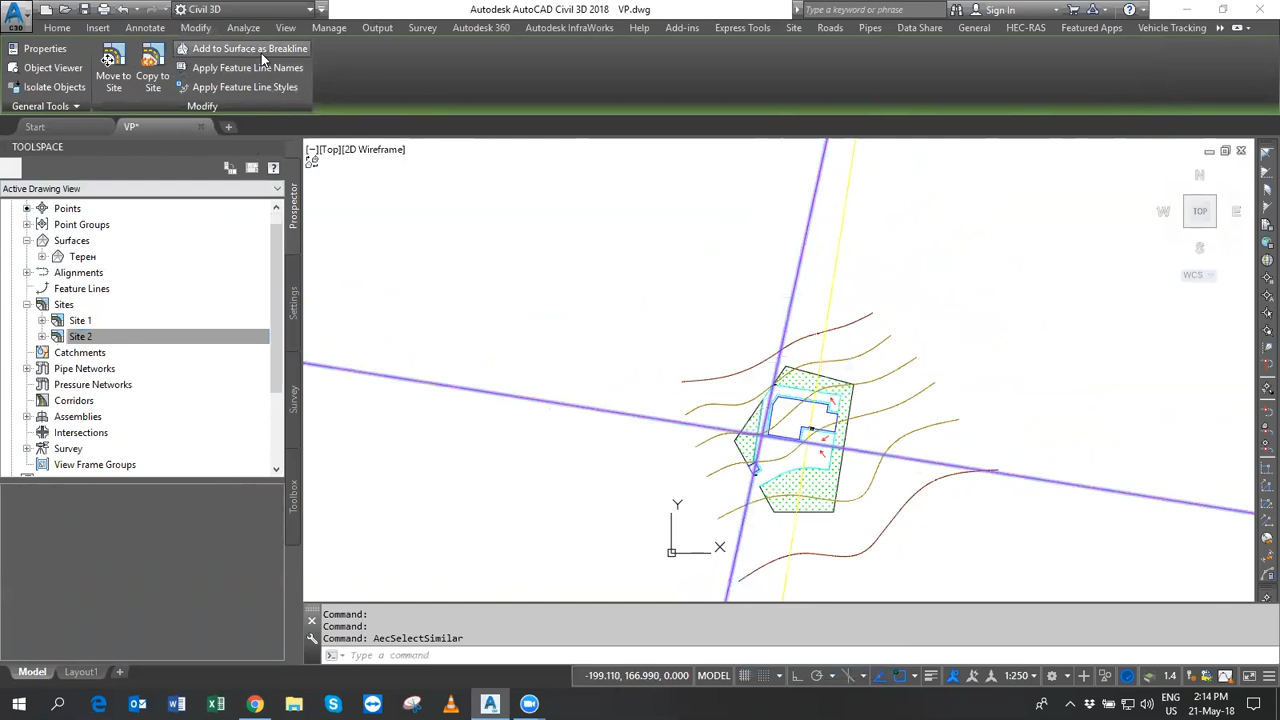 Civil 3D
Autodesk AutoCAD Civil 3D 2018 VP.dwg
Type a keyword or phrase
Sign In
Home Insert Annotate Modify Analyze View Manage Output Survey Autodesk 360 Autodesk InfraWorks Help Add-ins Express Tools Site Roads Project GENERAL HEC-RAS Featured Apps Vehicle Tracking
Properties
Object Viewer
Isolate Objects
Move to Site
Copy to Site
Add to Surface as Breakline
Apply Feature Line Names
Apply Feature Line Styles
General Tools
Modify
Start
VP*
TOOLSPACE
Active Drawing View
Points
Point Groups
Surfaces
Терен
Alignments
Feature Lines
Sites
Site 1
Site 2
Catchments
Pipe Networks
Pressure Networks
Corridors
Assemblies
Intersections
Survey
View Frame Groups
Prospector
Settings
Survey
Toolbox
[−][Top][2D Wireframe]
N
W TOP E
S
WCS
Y
X
Command:
Command:
Command: AecSelectSimilar
Type a command
Model Layout1
-199.110, 166.990, 0.000 MODEL
1:250
1.4
ENG
US
2:14 PM
21-May-18